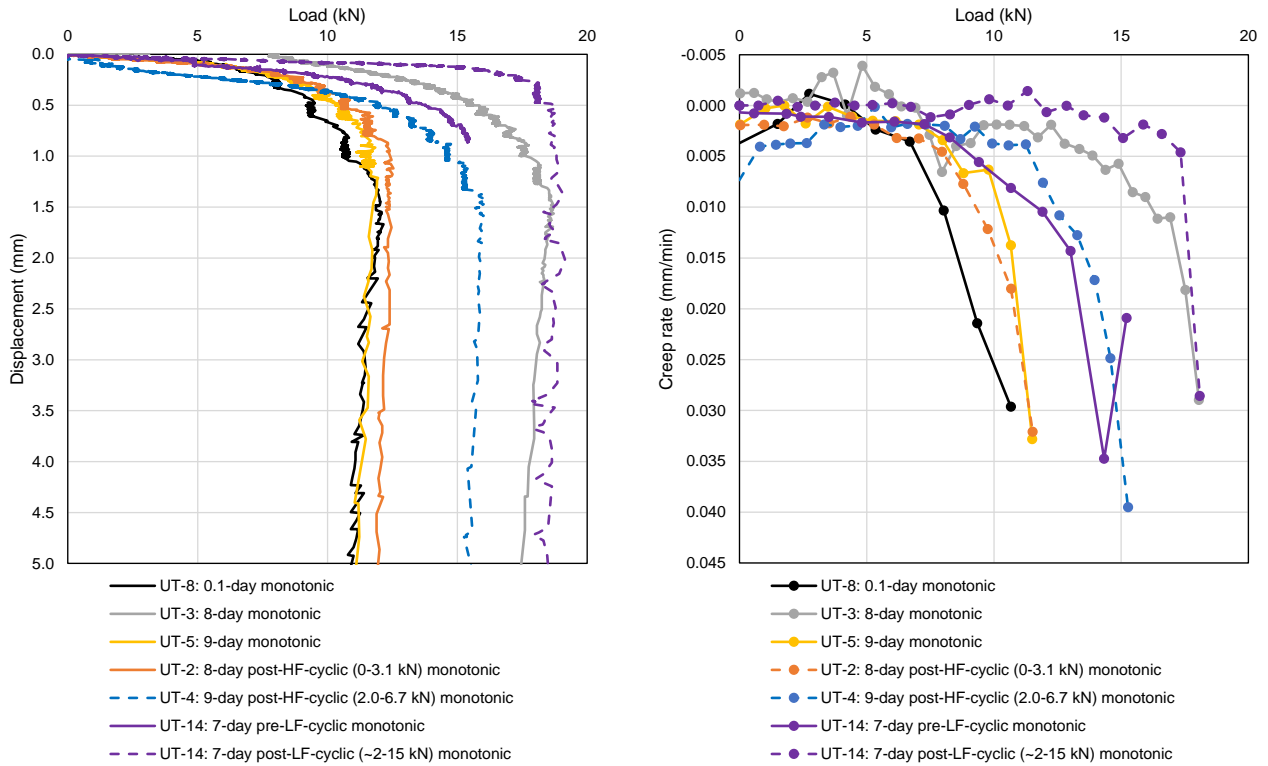 Load (kN)
0 5 10 15 20
0.0
0.5
1.0
1.5
2.0
2.5
3.0
3.5
4.0
4.5
5.0
Displacement (mm)
UT-8: 0.1-day monotonic
UT-3: 8-day monotonic
UT-5: 9-day monotonic
UT-2: 8-day post-HF-cyclic (0-3.1 kN) monotonic
UT-4: 9-day post-HF-cyclic (2.0-6.7 kN) monotonic
UT-14: 7-day pre-LF-cyclic monotonic
UT-14: 7-day post-LF-cyclic (~2-15 kN) monotonic
Load (kN)
0 5 10 15 20
-0.005
0.000
0.005
0.010
0.015
0.020
0.025
0.030
0.035
0.040
0.045
Creep rate (mm/min)
UT-8: 0.1-day monotonic
UT-3: 8-day monotonic
UT-5: 9-day monotonic
UT-2: 8-day post-HF-cyclic (0-3.1 kN) monotonic
UT-4: 9-day post-HF-cyclic (2.0-6.7 kN) monotonic
UT-14: 7-day pre-LF-cyclic monotonic
UT-14: 7-day post-LF-cyclic (~2-15 kN) monotonic